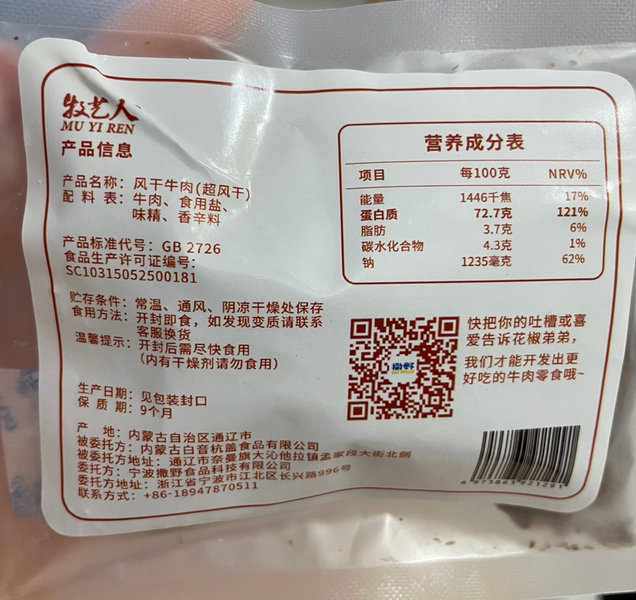 牧艺人
MU YI REN
产品信息
产品名称：风干牛肉(超风干)
配 料 表：牛肉、食用盐、
味精、香辛料
产品标准代号：GB 2726
食品生产许可证编号：
SC10315052500181
贮存条件：常温、通风、阴凉干燥处保存
食用方法：开封即食，如发现变质请联系
客服换货
温馨提示：开封后需尽快食用
（内有干燥剂请勿食用）
生产日期：见包装封口
保 质 期：9个月
产 地：内蒙古自治区通辽市
被委托方：内蒙古白音杭盖食品有限公司
被委托方地址：通辽市奈曼旗大沁他拉镇孟家段大街北侧
委托方：宁波撒野食品科技有限公司
委托方地址：浙江省宁波市江北区长兴路996号
联系方式：+86-18947870511
营养成分表
项目 每100克 NRV%
能量 1446千焦 17%
蛋白质 72.7克 121%
脂肪 3.7克 6%
碳水化合物 4.3克 1%
钠 1235毫克 62%
撒野
快把你的吐槽或喜
爱告诉花椒弟弟，
我们才能开发出更
好吃的牛肉零食哦~